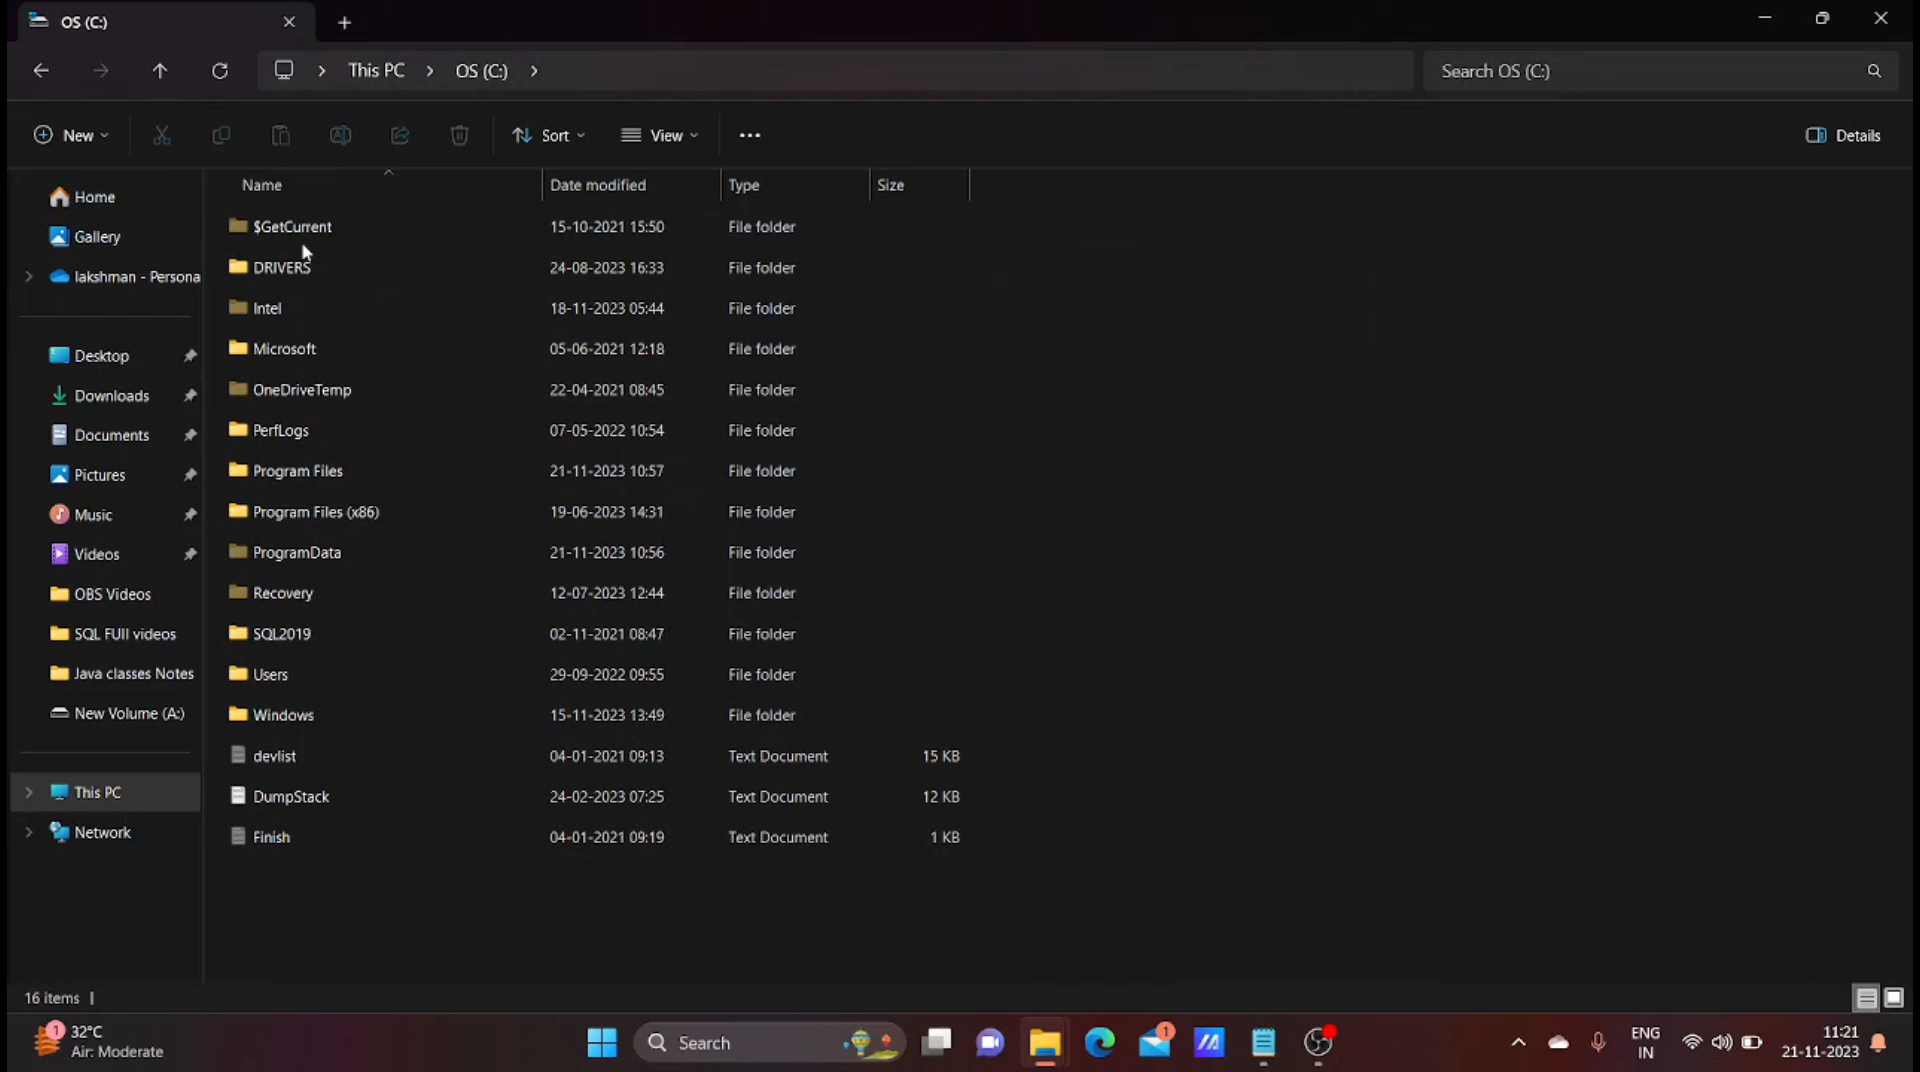 OS (C:)
This PC
OS (C:)
Search OS (C:)
New
Sort
View
Details
Name
Date modified
Type
Size
Home
Gallery
lakshman - Persona
Desktop
Downloads
Documents
Pictures
Music
Videos
OBS Videos
SQL FUll videos
Java classes Notes
New Volume (A:)
This PC
Network
$GetCurrent 15-10-2021 15:50 File folder
DRIVERS 24-08-2023 16:33 File folder
Intel 18-11-2023 05:44 File folder
Microsoft 05-06-2021 12:18 File folder
OneDriveTemp 22-04-2021 08:45 File folder
PerfLogs 07-05-2022 10:54 File folder
Program Files 21-11-2023 10:57 File folder
Program Files (x86) 19-06-2023 14:31 File folder
ProgramData 21-11-2023 10:56 File folder
Recovery 12-07-2023 12:44 File folder
SQL2019 02-11-2021 08:47 File folder
Users 29-09-2022 09:55 File folder
Windows 15-11-2023 13:49 File folder
devlist 04-01-2021 09:13 Text Document 15 KB
DumpStack 24-02-2023 07:25 Text Document 12 KB
Finish 04-01-2021 09:19 Text Document 1 KB
16 items
1
32°C
Air: Moderate
Search
1
ENG
IN
11:21
21-11-2023